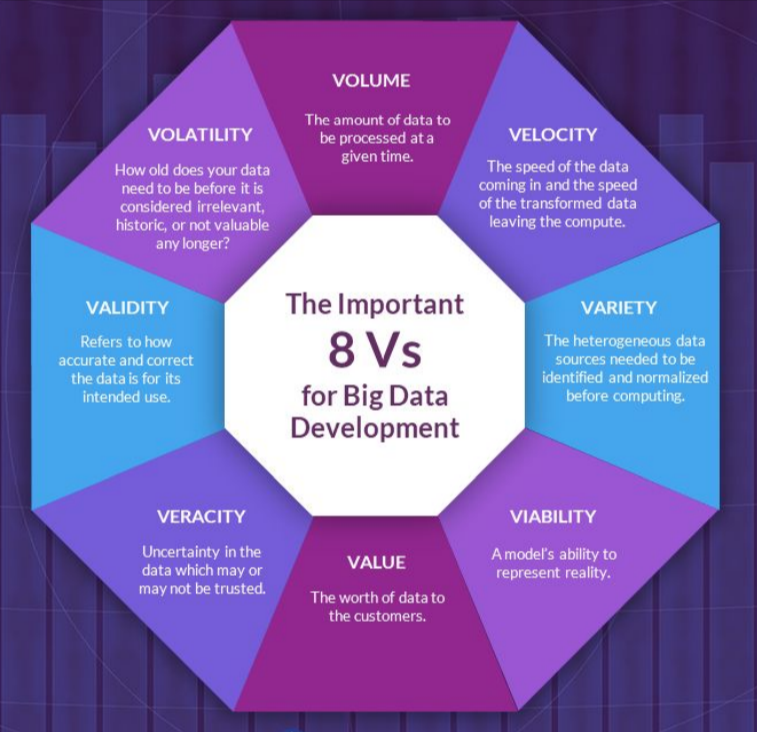 VOLUME
The amount of data to
be processed at a
given time.
VELOCITY
The speed of the data
coming in and the speed
of the transformed data
leaving the compute.
VARIETY
The heterogeneous data
sources needed to be
identified and normalized
before computing.
VIABILITY
A model's ability to
represent reality.
VALUE
The worth of data to
the customers.
VERACITY
Uncertainty in the
data which may or
may not be trusted.
VALIDITY
Refers to how
accurate and correct
the data is for its
intended use.
VOLATILITY
How old does your data
need to be before it is
considered irrelevant,
historic, or not valuable
any longer?
The Important
8 Vs
for Big Data
Development